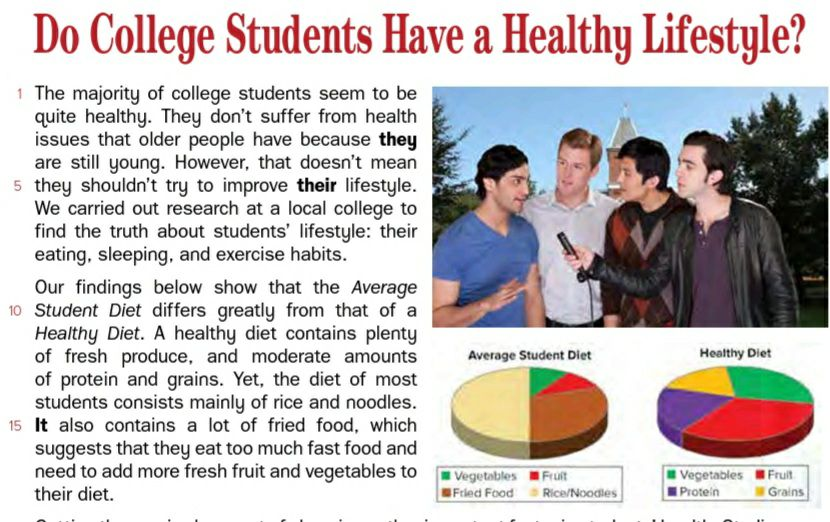 Do College Students Have a Healthy Lifestyle?
1 The majority of college students seem to be
quite healthy. They don't suffer from health
issues that older people have because they
are still young. However, that doesn't mean
5 they shouldn't try to improve their lifestyle.
We carried out research at a local college to
find the truth about students' lifestyle: their
eating, sleeping, and exercise habits.
Our findings below show that the Average
10 Student Diet differs greatly from that of a
Healthy Diet. A healthy diet contains plenty
of fresh produce, and moderate amounts
of protein and grains. Yet, the diet of most
students consists mainly of rice and noodles.
15 It also contains a lot of fried food, which
suggests that they eat too much fast food and
need to add more fresh fruit and vegetables to
their diet.
Average Student Diet
Vegetables Fruit
Fried Food Rice/Noodles
Healthy Diet
Vegetables Fruit
Protein Grains